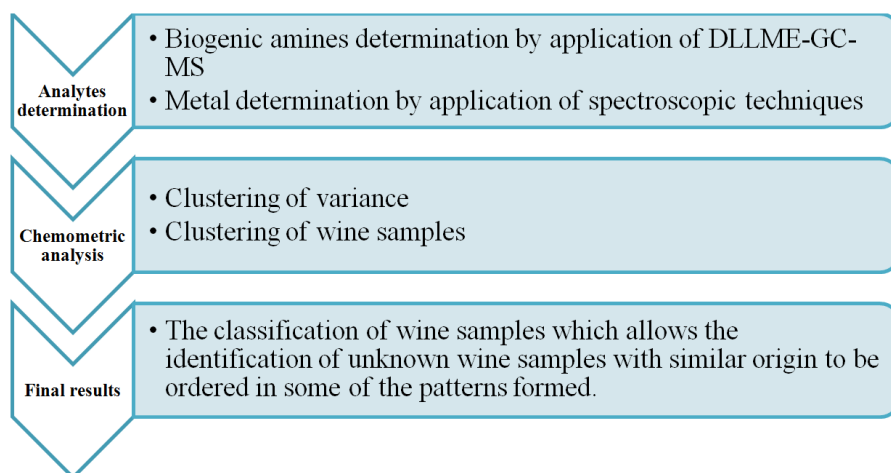 Analytes
determination
• Biogenic amines determination by application of DLLME-GC-
MS
• Metal determination by application of spectroscopic techniques
Chemometric
analysis
• Clustering of variance
• Clustering of wine samples
Final results
• The classification of wine samples which allows the
identification of unknown wine samples with similar origin to be
ordered in some of the patterns formed.